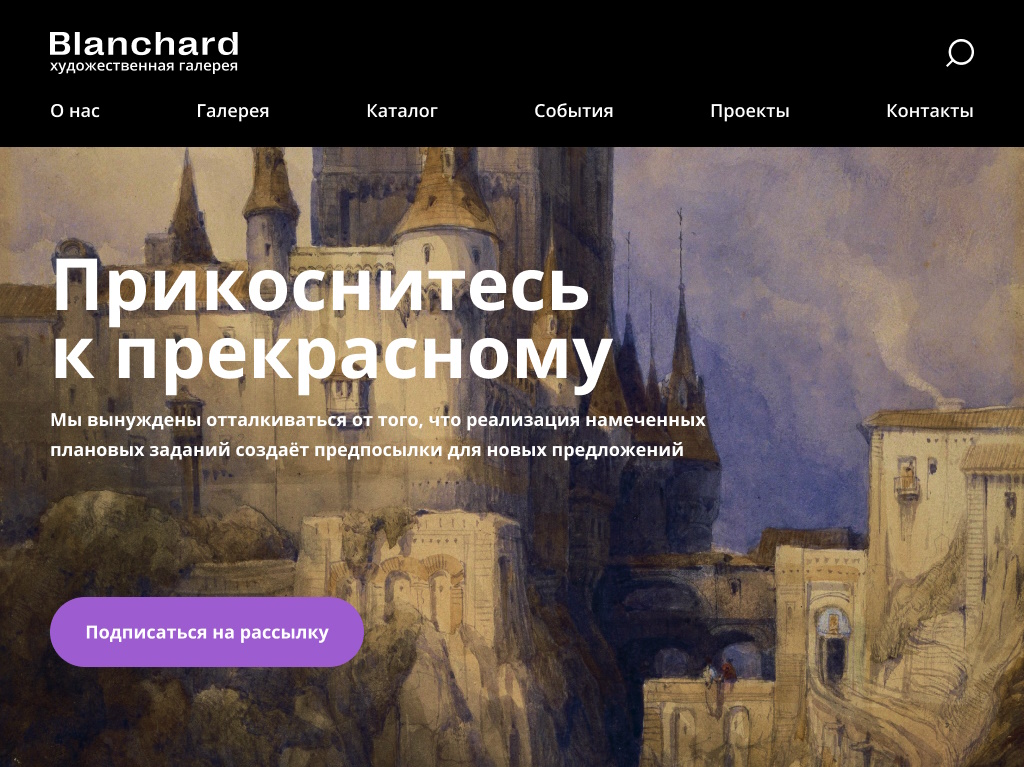 Blanchard
художественная галерея
О нас Галерея Каталог События Проекты Контакты
Прикоснитесь
к прекрасному
Мы вынуждены отталкиваться от того, что реализация намеченных
плановых заданий создаёт предпосылки для новых предложений
Подписаться на рассылку